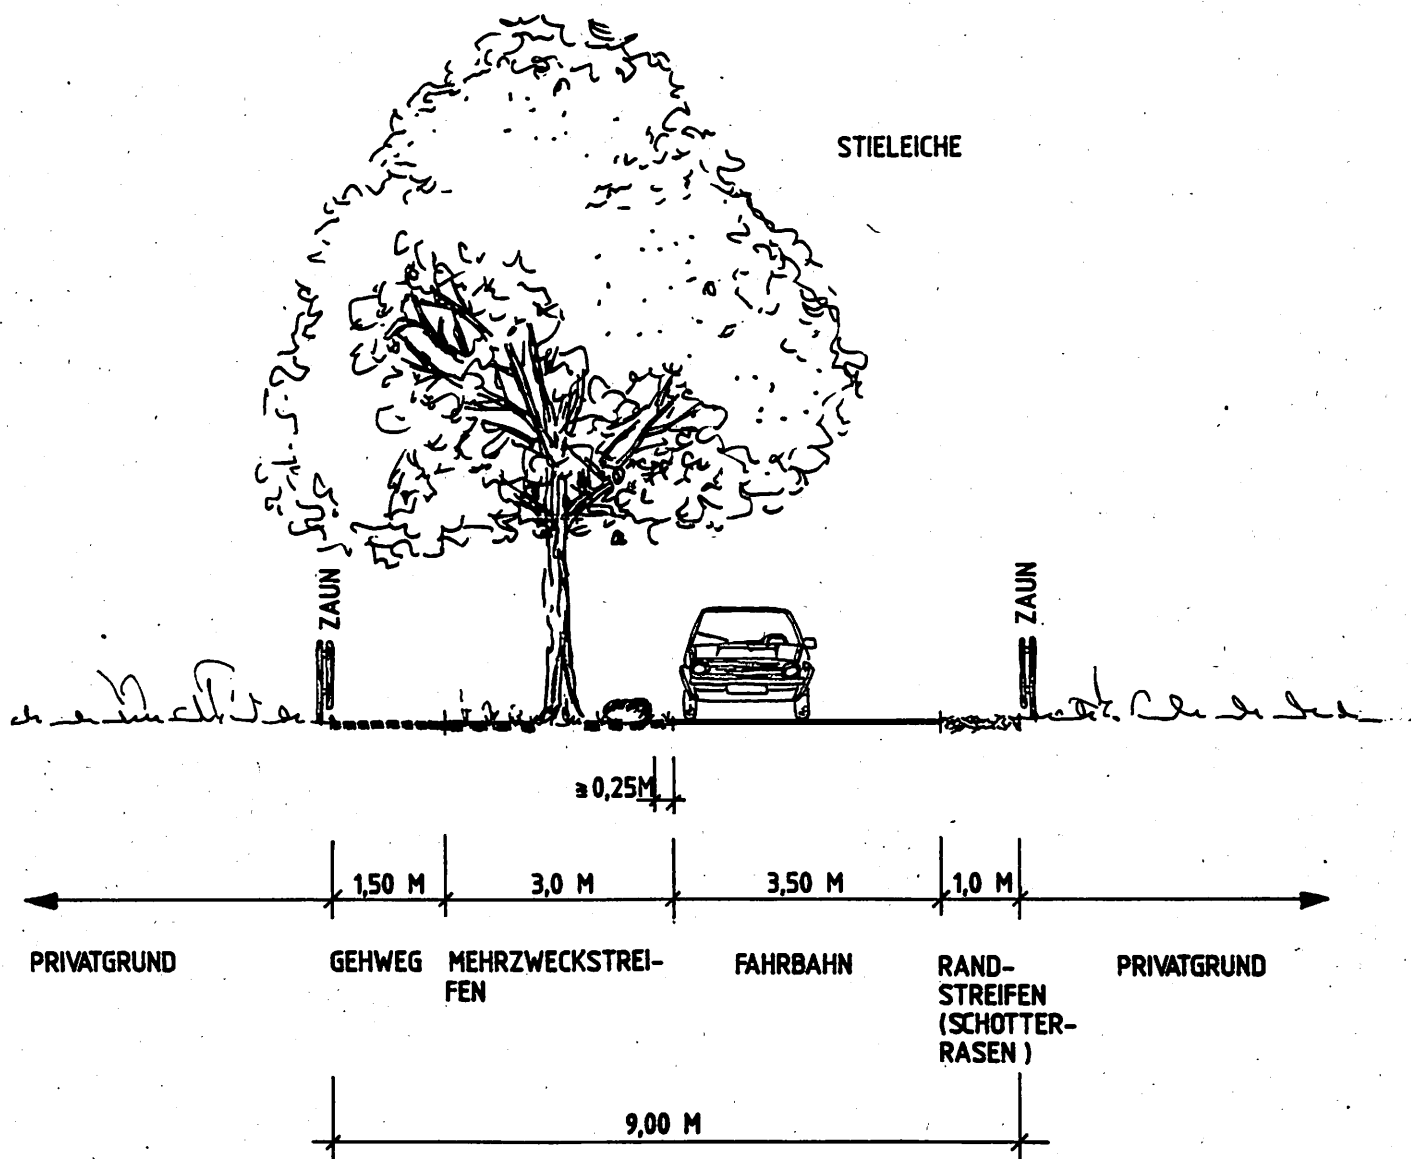 STIELEICHE
ZAUN
ZAUN
≥0,25M
1,50 M
3,0 M
3,50 M
1,0 M
PRIVATGRUND
GEHWEG
MEHRZWECKSTREI-
FEN
FAHRBAHN
RAND-
STREIFEN
(SCHOTTER-
RASEN)
PRIVATGRUND
9,00 M